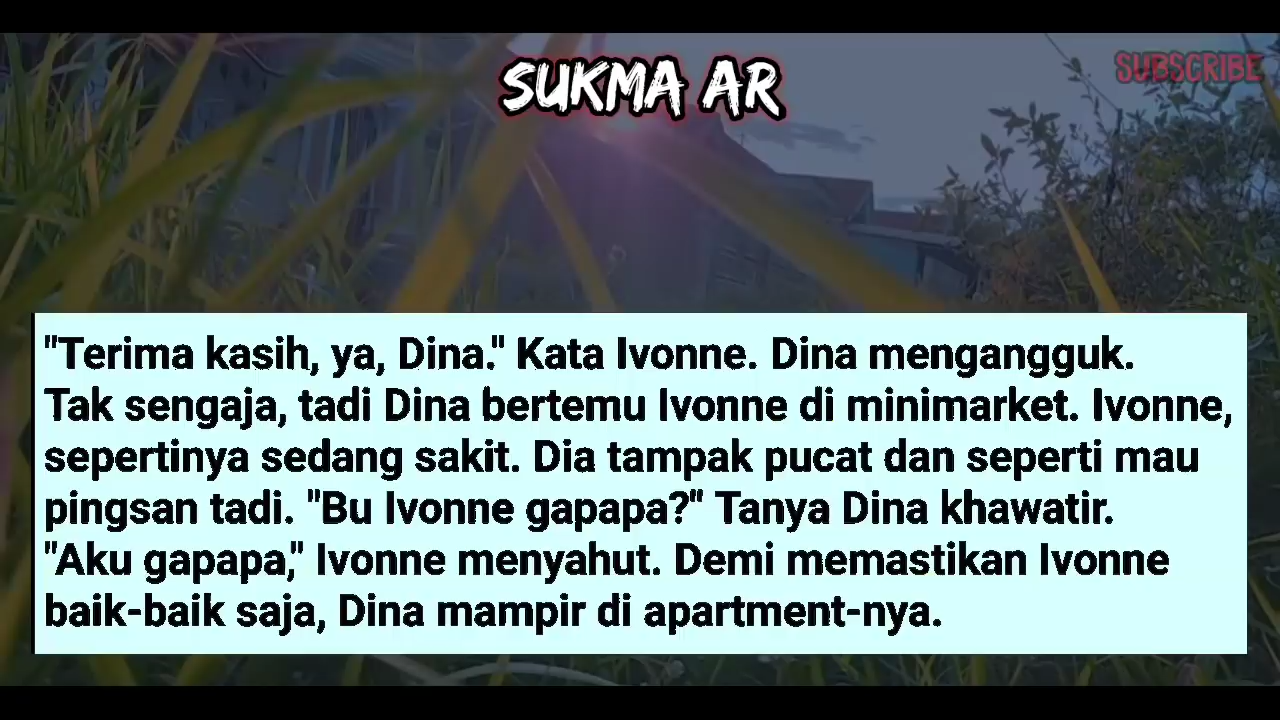 SUKMA AR
SUBSCRIBE
"Terima kasih, ya, Dina." Kata Ivonne. Dina mengangguk.
Tak sengaja, tadi Dina bertemu Ivonne di minimarket. Ivonne,
sepertinya sedang sakit. Dia tampak pucat dan seperti mau
pingsan tadi. "Bu Ivonne gapapa?" Tanya Dina khawatir.
"Aku gapapa," Ivonne menyahut. Demi memastikan Ivonne
baik-baik saja, Dina mampir di apartment-nya.